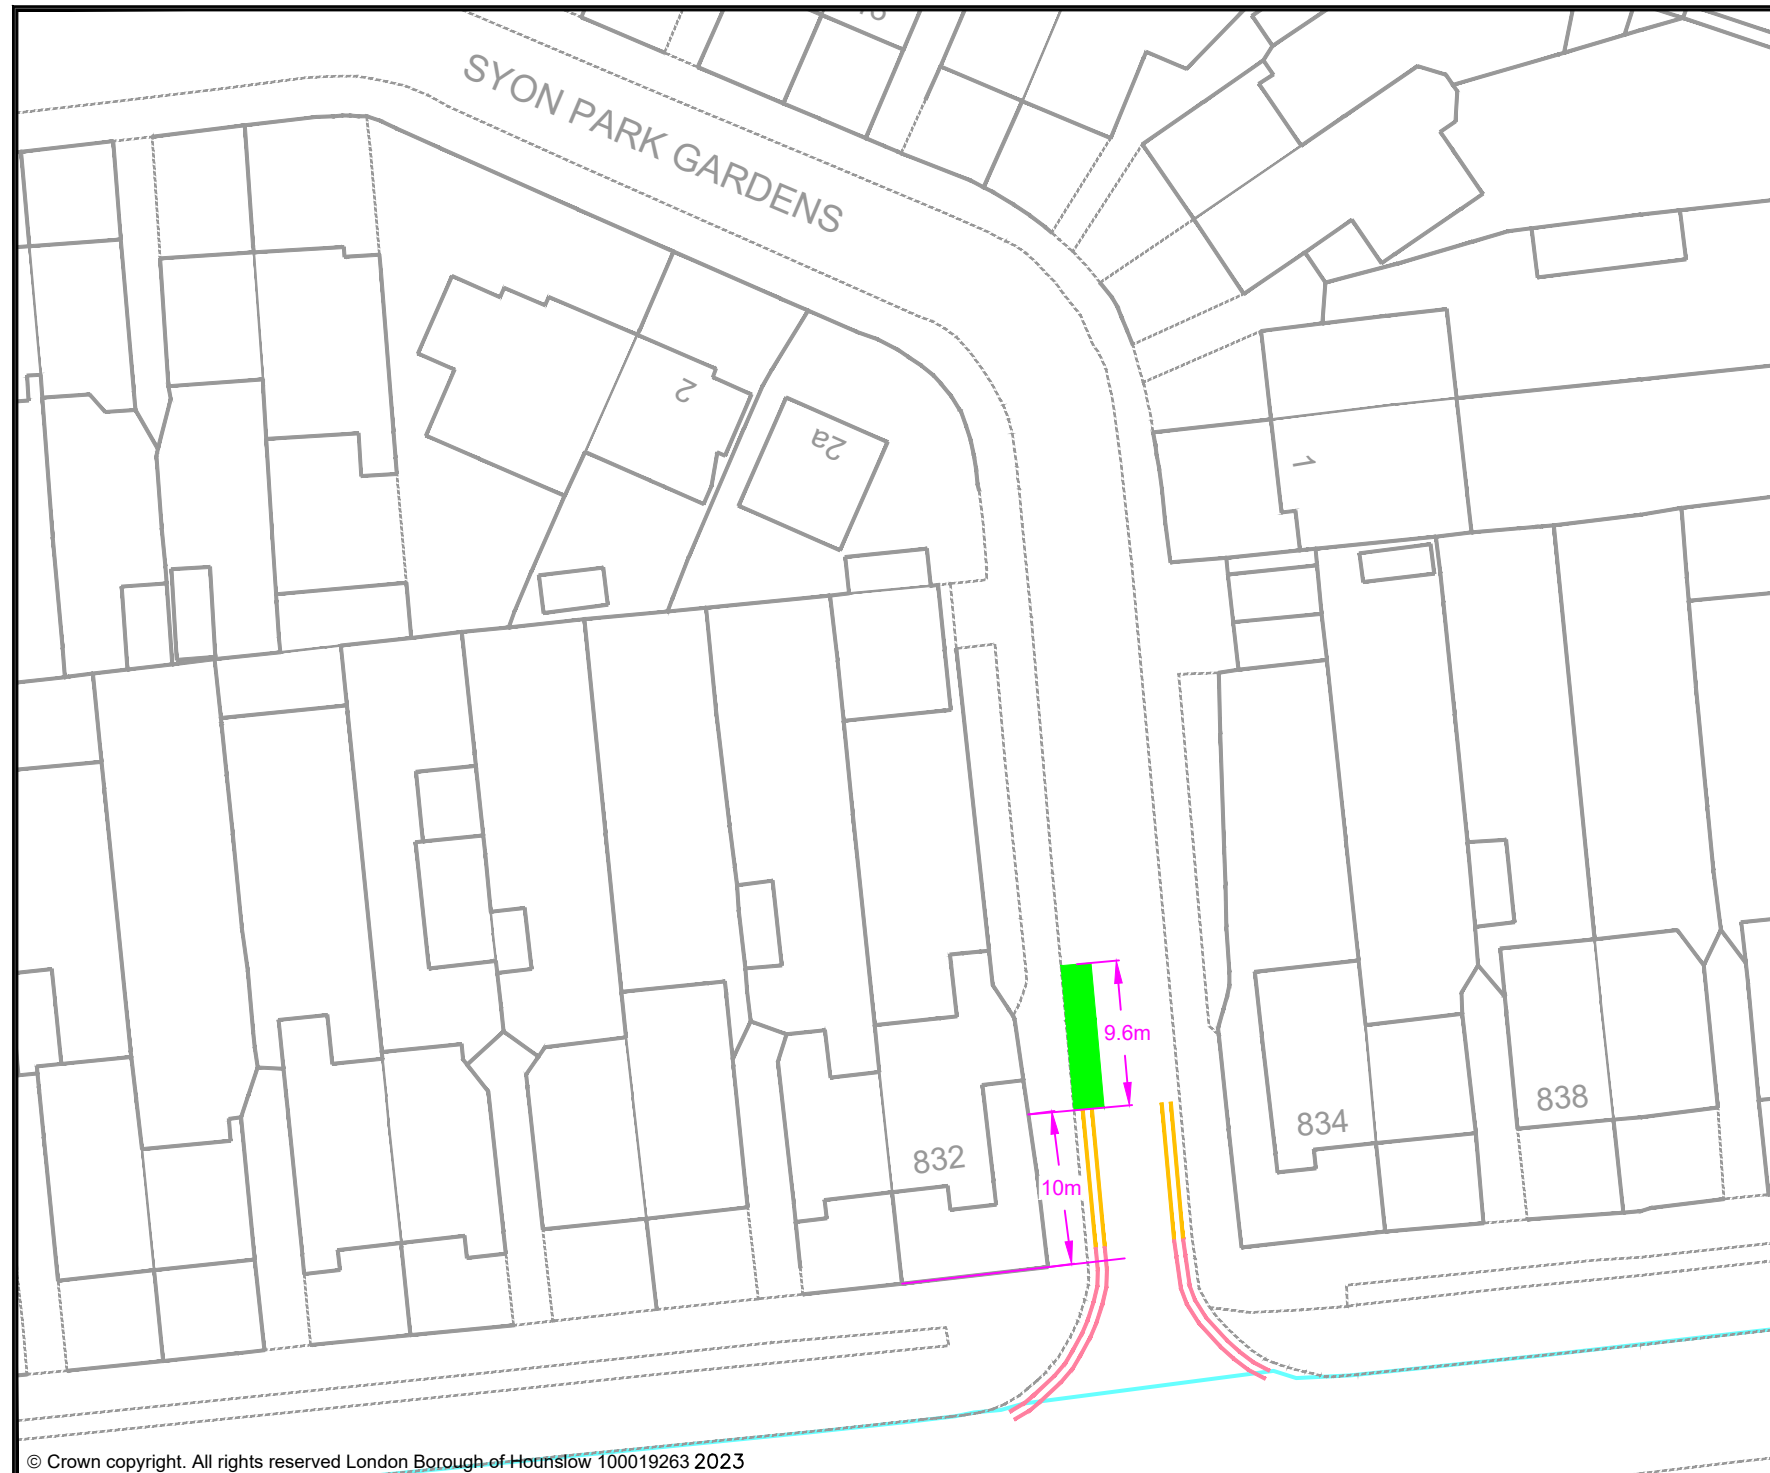 SYON PARK GARDENS
2
2a
1
9.6m
838
834
832
10m
© Crown copyright. All rights reserved London Borough of Hounslow 100019263 2023